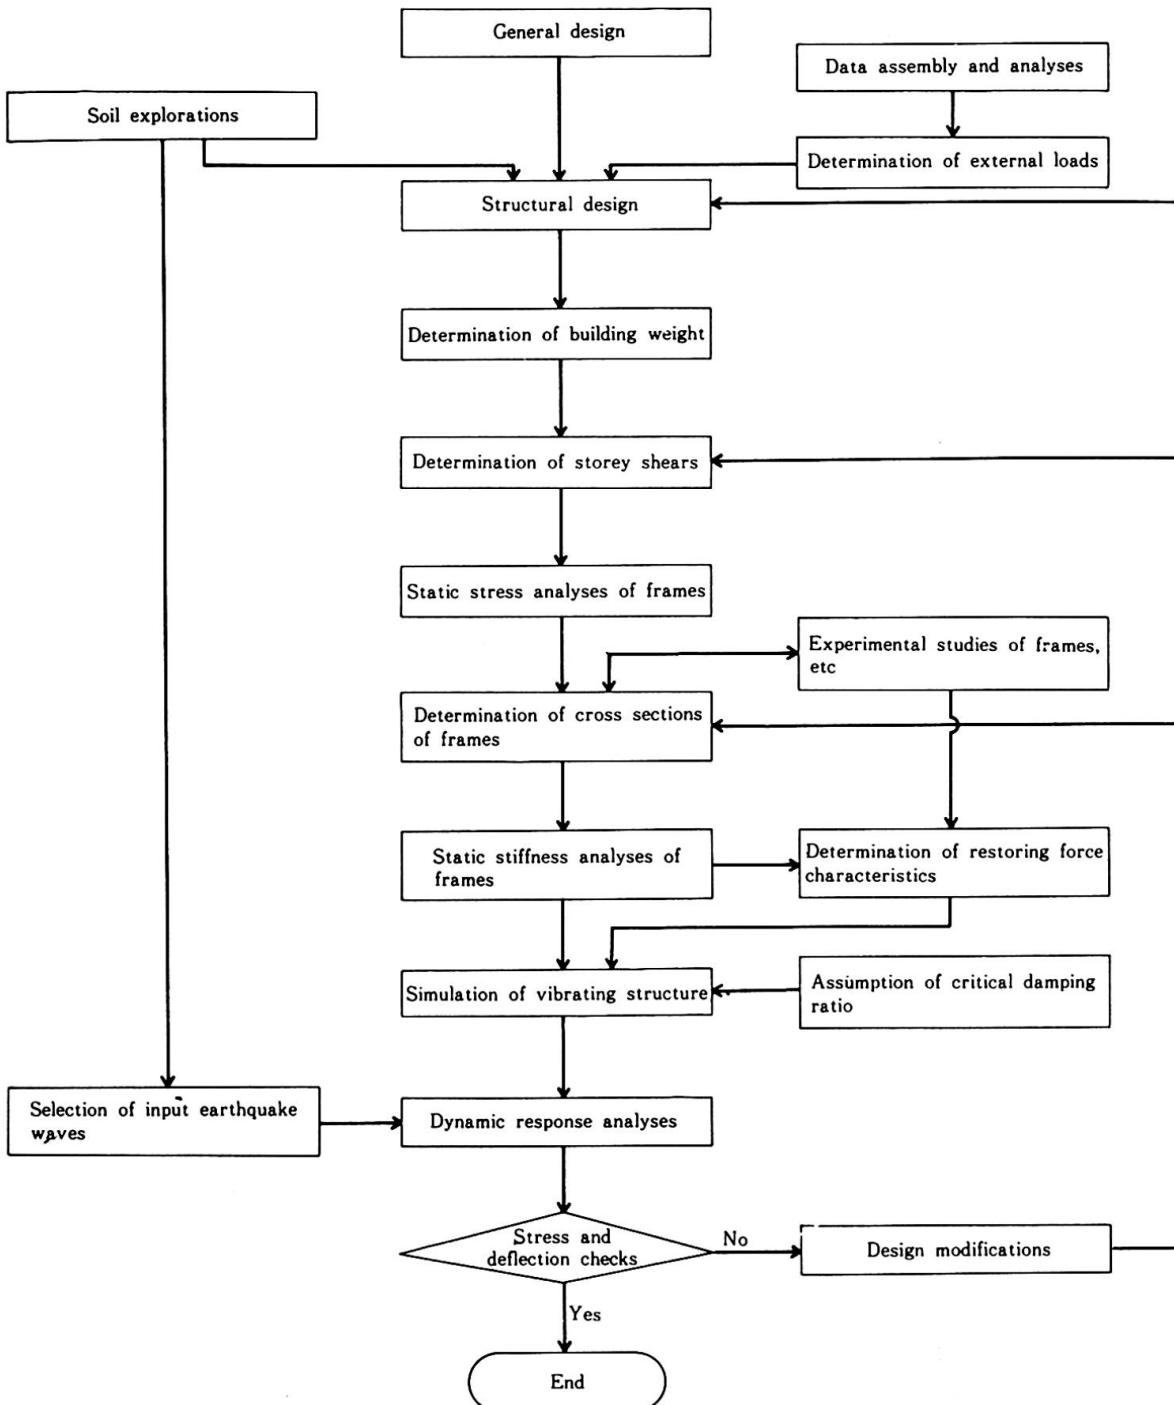 General design
Data assembly and analyses
Soil explorations
Determination of external loads
Structural design
Determination of building weight
Determination of storey shears
Static stress analyses of frames
Experimental studies of frames,
etc
Determination of cross sections
of frames
Static stiffness analyses of
frames
Determination of restoring force
characteristics
Simulation of vibrating structure
Assumption of critical damping
ratio
Selection of input earthquake
waves
Dynamic response analyses
Stress and
deflection checks
No
Design modifications
Yes
End